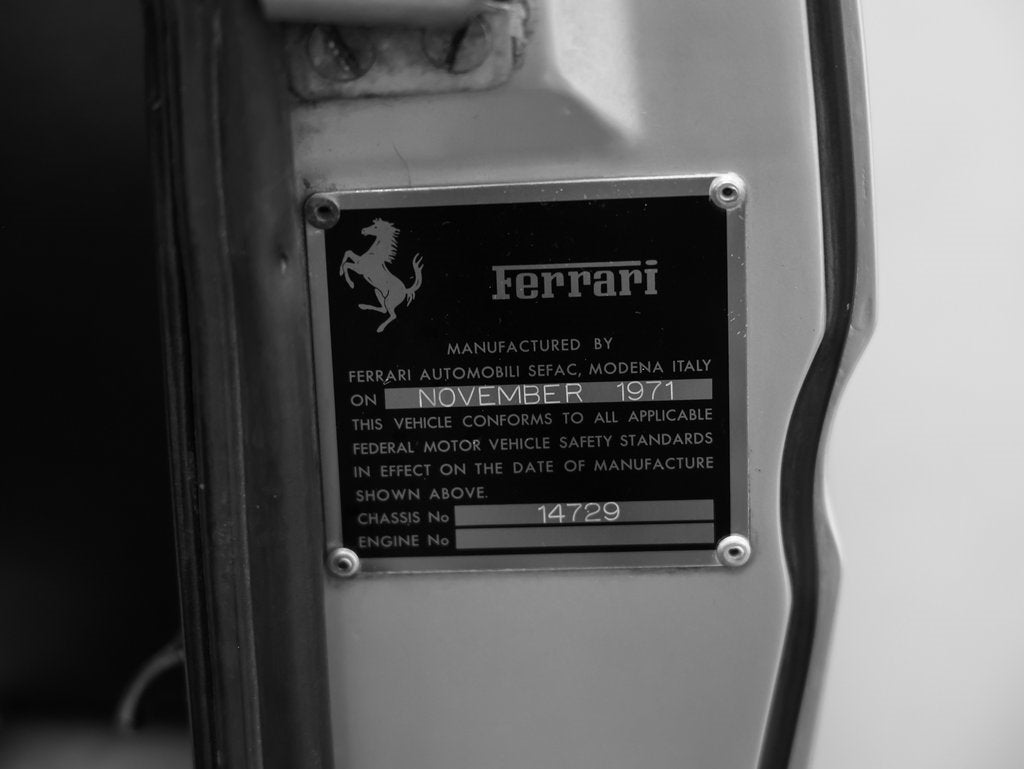 Ferrari
MANUFACTURED BY
FERRARI AUTOMOBILI SEFAC, MODENA ITALY
ON NOVEMBER 1971
THIS VEHICLE CONFORMS TO ALL APPLICABLE
FEDERAL MOTOR VEHICLE SAFETY STANDARDS
IN EFFECT ON THE DATE OF MANUFACTURE
SHOWN ABOVE.
CHASSIS No 14729
ENGINE No